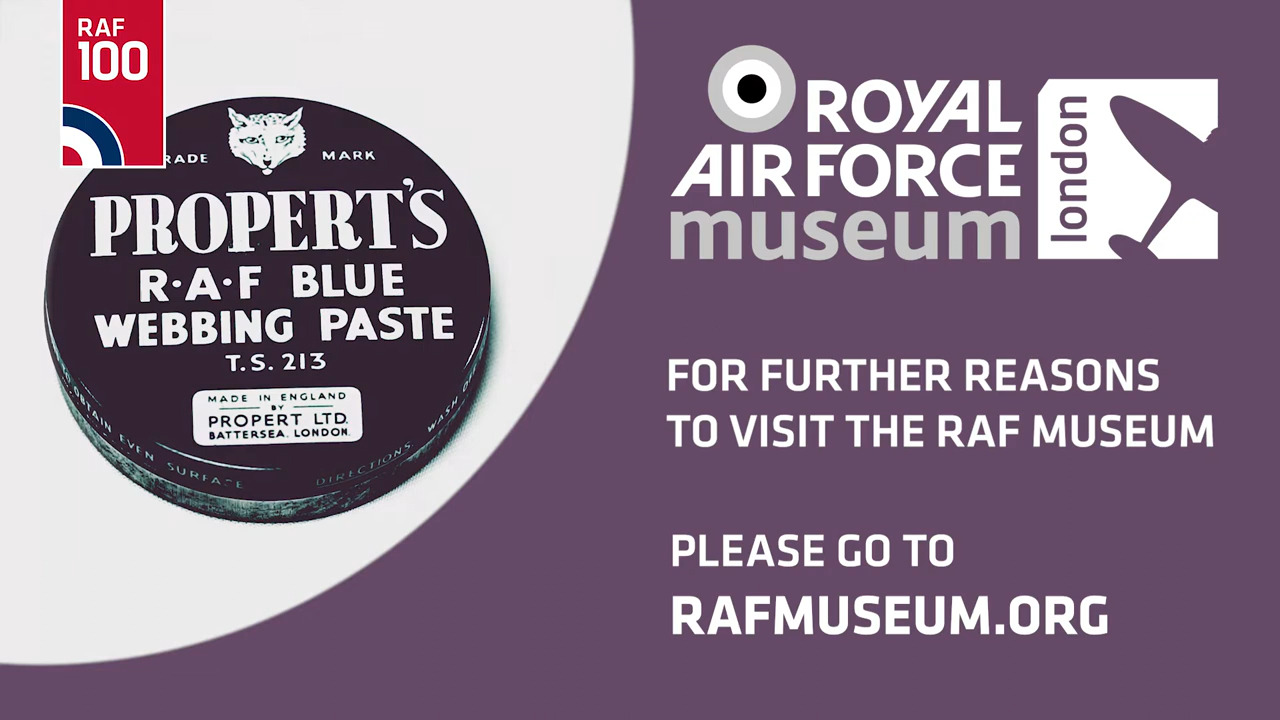 RAF
100
TRADE MARK
PROPERT'S
R·A·F BLUE
WEBBING PASTE
T.S. 213
MADE IN ENGLAND
BY
PROPERT LTD.
BATTERSEA. LONDON.
OBTAIN EVEN SURFACE
DIRECTIONS
WASH
ROYAL
AIR FORCE
museum
london
FOR FURTHER REASONS
TO VISIT THE RAF MUSEUM
PLEASE GO TO
RAFMUSEUM.ORG